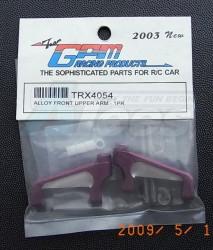 2003 New
GPM
RACING PRODUCTS
THE SOPHISTICATED PARTS FOR R/C CAR
TRX4054
ALLOY FRONT UPPER ARM 1PR
2009/ 5/ 1